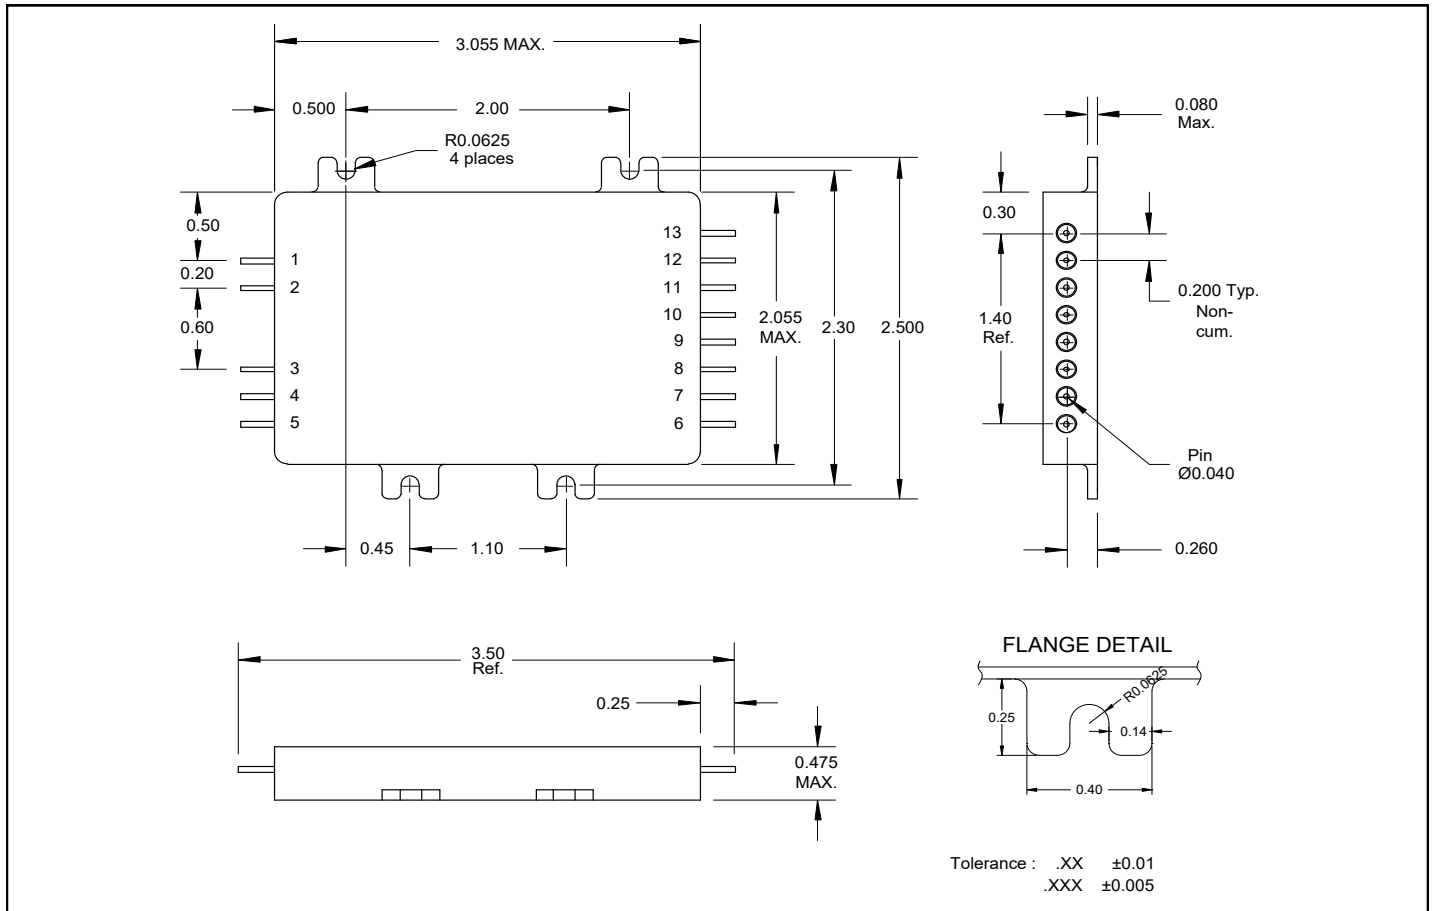 3.055 MAX.
0.500
2.00
R0.0625
4 places
0.50
0.20
0.60
1
2
3
4
5
13
12
11
10
9
8
7
6
2.055
MAX.
2.30
2.500
0.45
1.10
0.080
Max.
0.30
1.40
Ref.
0.200 Typ.
Non-
cum.
Pin
Ø0.040
0.260
3.50
Ref.
0.25
0.475
MAX.
FLANGE DETAIL
R0.0625
0.25
0.14
0.40
Tolerance : .XX ±0.01
.XXX ±0.005